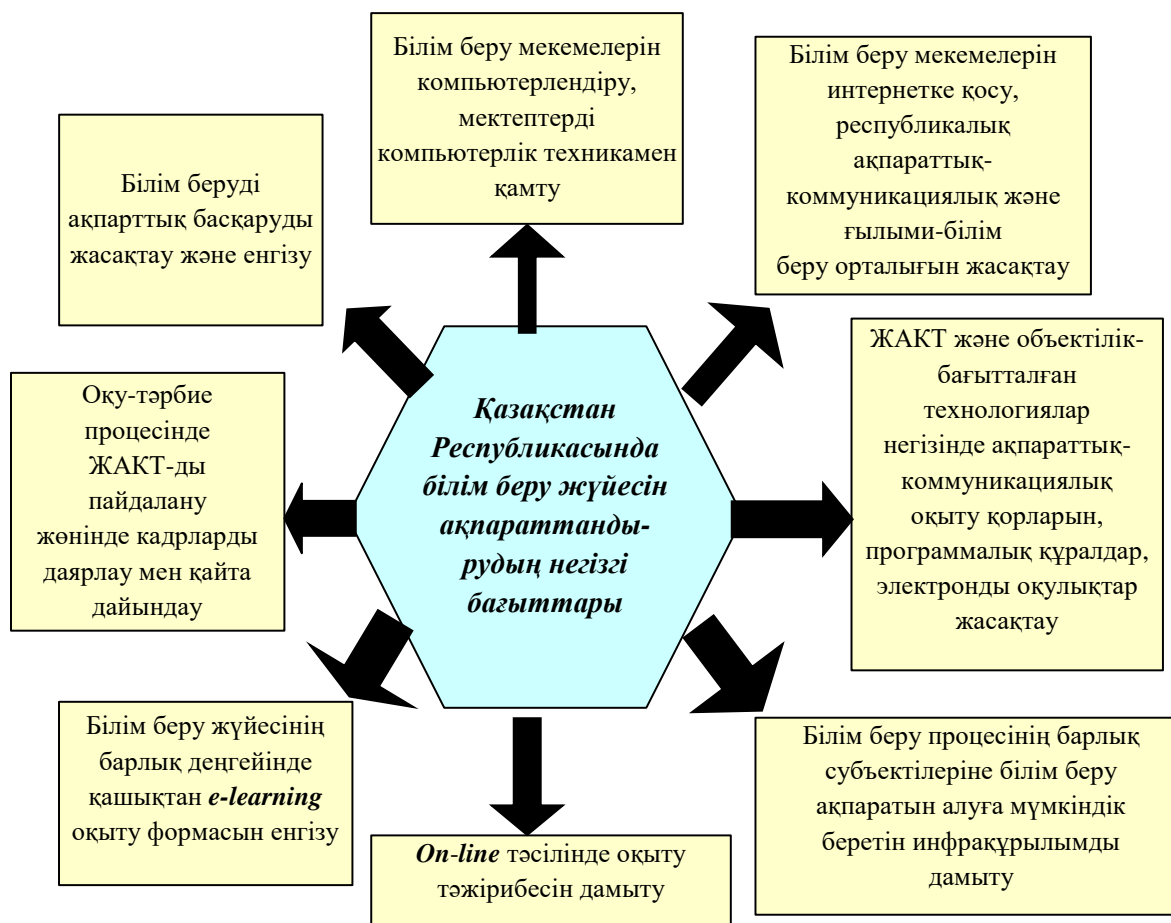 Білім беру мекемелерін
компьютерлендіру,
мектептерді
компьютерлік техникамен
қамту
Білім беру мекемелерін
интернетке қосу,
республикалық
ақпараттық-
коммуникациялық және
ғылыми-білім
беру орталығын жасақтау
Білім беруді
ақпарттық басқаруды
жасақтау және енгізу
ЖАКТ және объектілік-
бағытталған
технологиялар
негізінде ақпараттық-
коммуникациялық
оқыту қорларын,
программалық құралдар,
электронды оқулықтар
жасақтау
Оқу-тәрбие
процесінде
ЖАКТ-ды
пайдалану
жөнінде кадрларды
даярлау мен қайта
дайындау
Қазақстан
Республикасында
білім беру жүйесін
ақпараттанды-
рудың негізгі
бағыттары
Білім беру жүйесінің
барлық деңгейінде
қашықтан e-learning
оқыту формасын енгізу
On-line тәсілінде оқыту
тәжірибесін дамыту
Білім беру процесінің барлық
субъектілеріне білім беру
ақпаратын алуға мүмкіндік
беретін инфрақұрылымды
дамыту